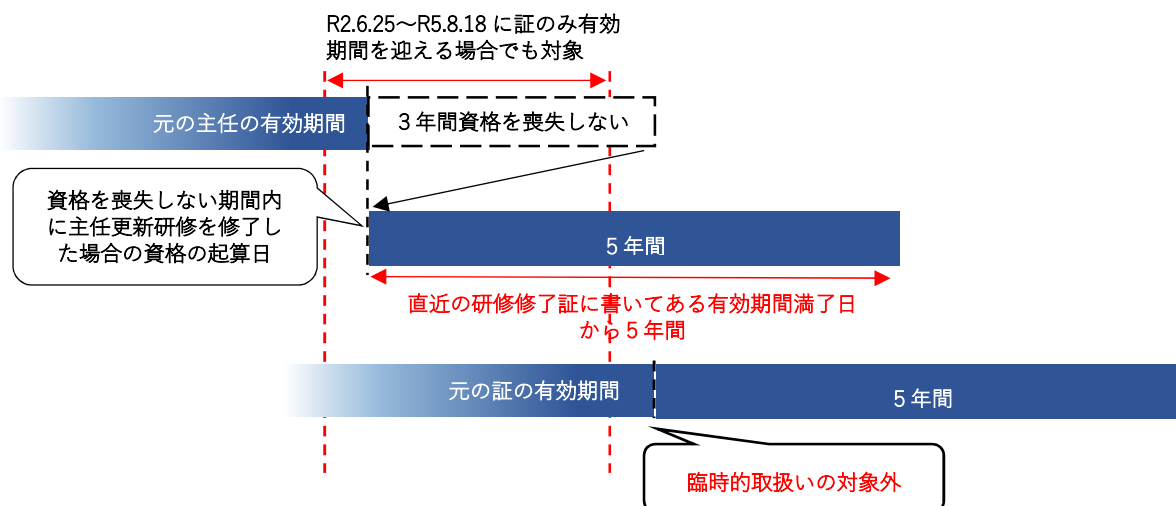 R2.6.25～R5.8.18 に証のみ有効
期間を迎える場合でも対象
元の主任の有効期間
3 年間資格を喪失しない
資格を喪失しない期間内
に主任更新研修を修了し
た場合の資格の起算日
5 年間
直近の研修修了証に書いてある有効期間満了日
から 5 年間
元の証の有効期間
5 年間
臨時的取扱いの対象外